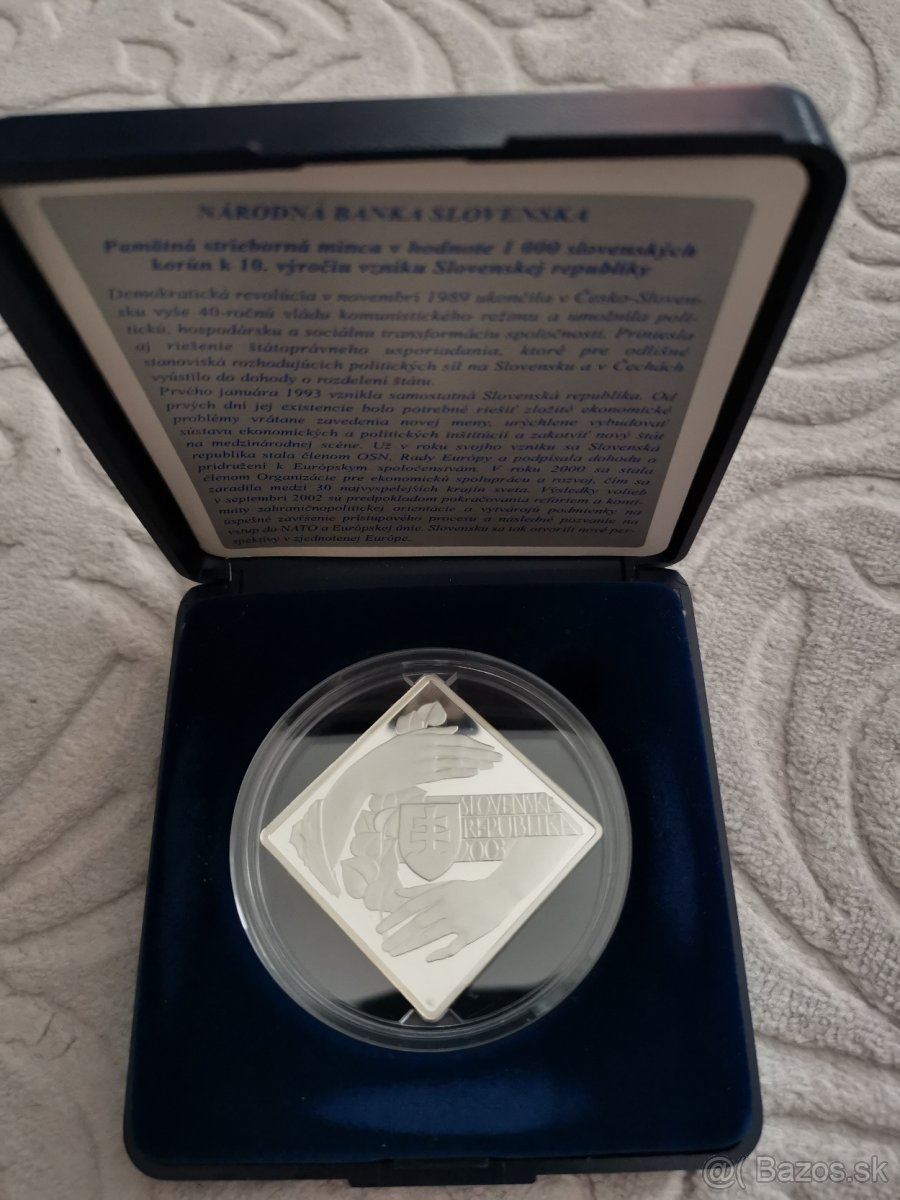 NÁRODNÁ BANKA SLOVENSKA
Pamätná strieborná minca v hodnote 1 000 slovenských
korún k 10. výročiu vzniku Slovenskej republiky
Demokratická revolúcia v novembri 1989 ukončila v Česko-Sloven-
sku vyše 40-ročnú vládu komunistického režimu a umožnila poli-
tickú, hospodársku a sociálnu transformáciu spoločnosti. Priniesla
aj riešenie štátoprávneho usporiadania, ktoré pre odlišné
stanoviská rozhodujúcich politických síl na Slovensku a v Čechách
vyústilo do dohody o rozdelení štátu.
Prvého januára 1993 vznikla samostatná Slovenská republika. Od
prvých dní jej existencie bolo potrebné riešiť zložité ekonomické
problémy vrátane zavedenia novej meny, urýchlene vybudovať
sústavu ekonomických a politických inštitúcií a zakotviť nový štát
na medzinárodnej scéne. Už v roku svojho vzniku sa Slovenská
republika stala členom OSN, Rady Európy a podpísala dohodu o
pridružení k Európskym spoločenstvám. V roku 2000 sa stala
členom Organizácie pre ekonomickú spoluprácu a rozvoj, čím sa
zaradila medzi 30 najvyspelejších krajín sveta. Výsledky volieb
v septembri 2002 sú predpokladom pokračovania reforiem a konti-
nuity zahraničnopolitickej orientácie a vytvárajú podmienky na
úspešné zavŕšenie prístupového procesu a následné pozvanie na
vstup do NATO a Európskej únie. Slovensku sa tak otvorili nové per-
spektívy v zjednotenej Európe.
SLOVENSKÁ
REPUBLIKA
2003
@( Bazos.sk